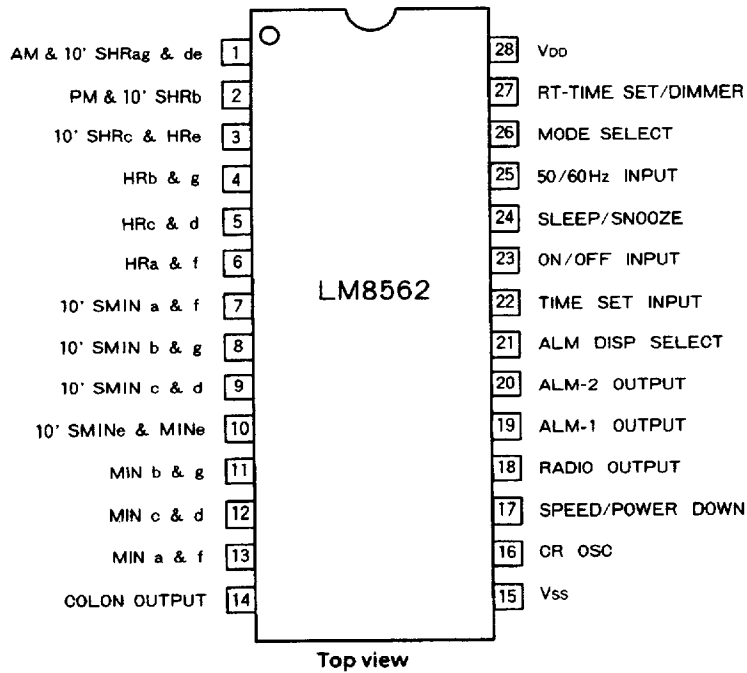 AM & 10' SHRag & de 1
PM & 10' SHRb 2
10' SHRc & HRe 3
HRb & g 4
HRc & d 5
HRa & f 6
10' SMIN a & f 7
10' SMIN b & g 8
10' SMIN c & d 9
10' SMINe & MINe 10
MIN b & g 11
MIN c & d 12
MIN a & f 13
COLON OUTPUT 14
LM8562
28 VDD
27 RT-TIME SET/DIMMER
26 MODE SELECT
25 50/60Hz INPUT
24 SLEEP/SNOOZE
23 ON/OFF INPUT
22 TIME SET INPUT
21 ALM DISP SELECT
20 ALM-2 OUTPUT
19 ALM-1 OUTPUT
18 RADIO OUTPUT
17 SPEED/POWER DOWN
16 CR OSC
15 Vss
Top view